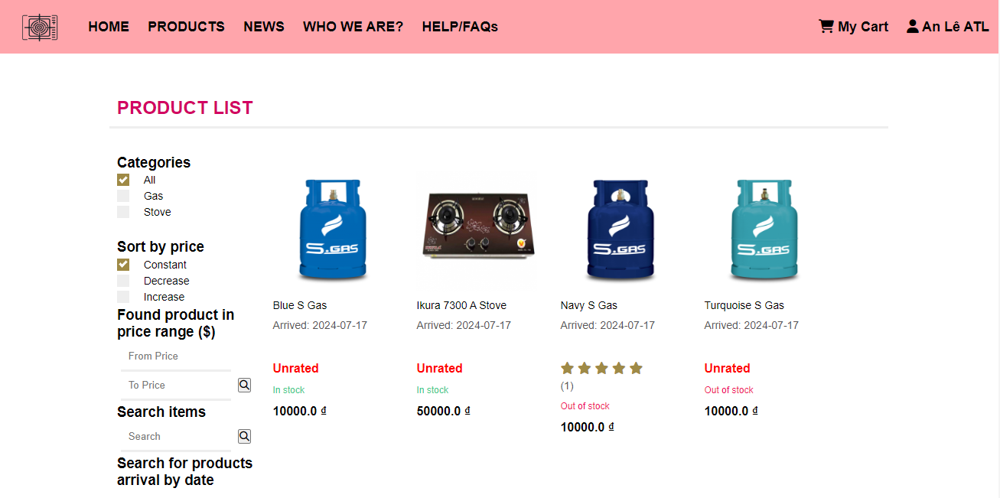 HOME PRODUCTS NEWS WHO WE ARE? HELP/FAQs My Cart An Lê ATL
PRODUCT LIST
Categories
All
Gas
Stove
Sort by price
Constant
Decrease
Increase
Found product in
price range ($)
From Price
To Price
Search items
Search
Search for products
arrival by date
S.GAS
Blue S Gas
Arrived: 2024-07-17
Unrated
In stock
10000.0 ₫
Ikura 7300 A Stove
Arrived: 2024-07-17
Unrated
In stock
50000.0 ₫
S.GAS
Navy S Gas
Arrived: 2024-07-17
(1)
Out of stock
10000.0 ₫
S.GAS
Turquoise S Gas
Arrived: 2024-07-17
Unrated
Out of stock
10000.0 ₫